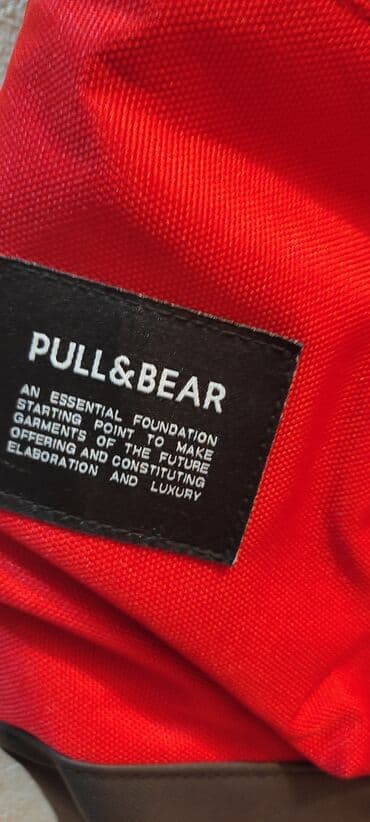 PULL&BEAR
AN ESSENTIAL FOUNDATION
STARTING POINT TO MAKE
GARMENTS OF THE FUTURE
OFFERING AND CONSTITUTING
ELABORATION AND LUXURY